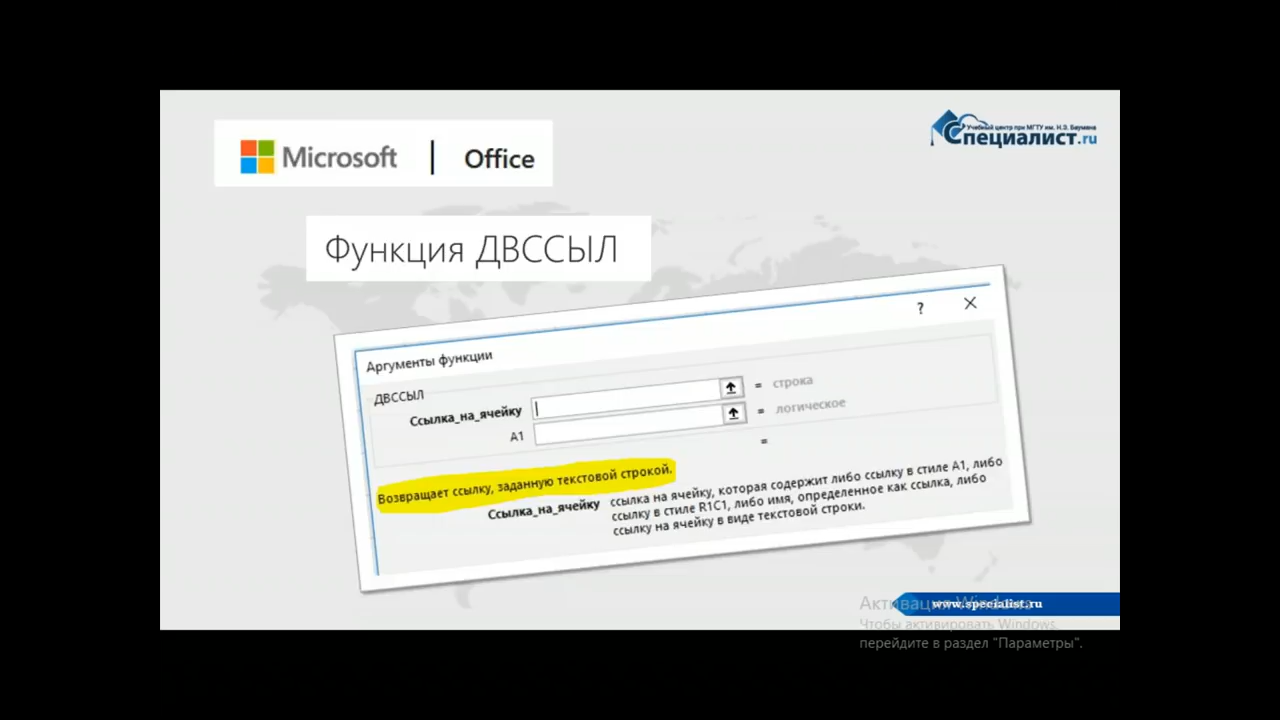 Microsoft | Office
Учебный центр при МГТУ им. Н.Э. Баумана
Специалист.ru
Функция ДВССЫЛ
? ×
Аргументы функции
ДВССЫЛ
Ссылка_на_ячейку = строка
A1 = логическое
=
Возвращает ссылку, заданную текстовой строкой.
Ссылка_на_ячейку ссылка на ячейку, которая содержит либо ссылку в стиле A1, либо
ссылку в стиле R1C1, либо имя, определенное как ссылка, либо
ссылку на ячейку в виде текстовой строки.
www.specialist.ru
Активация Windows
Чтобы активировать Windows,
перейдите в раздел "Параметры".